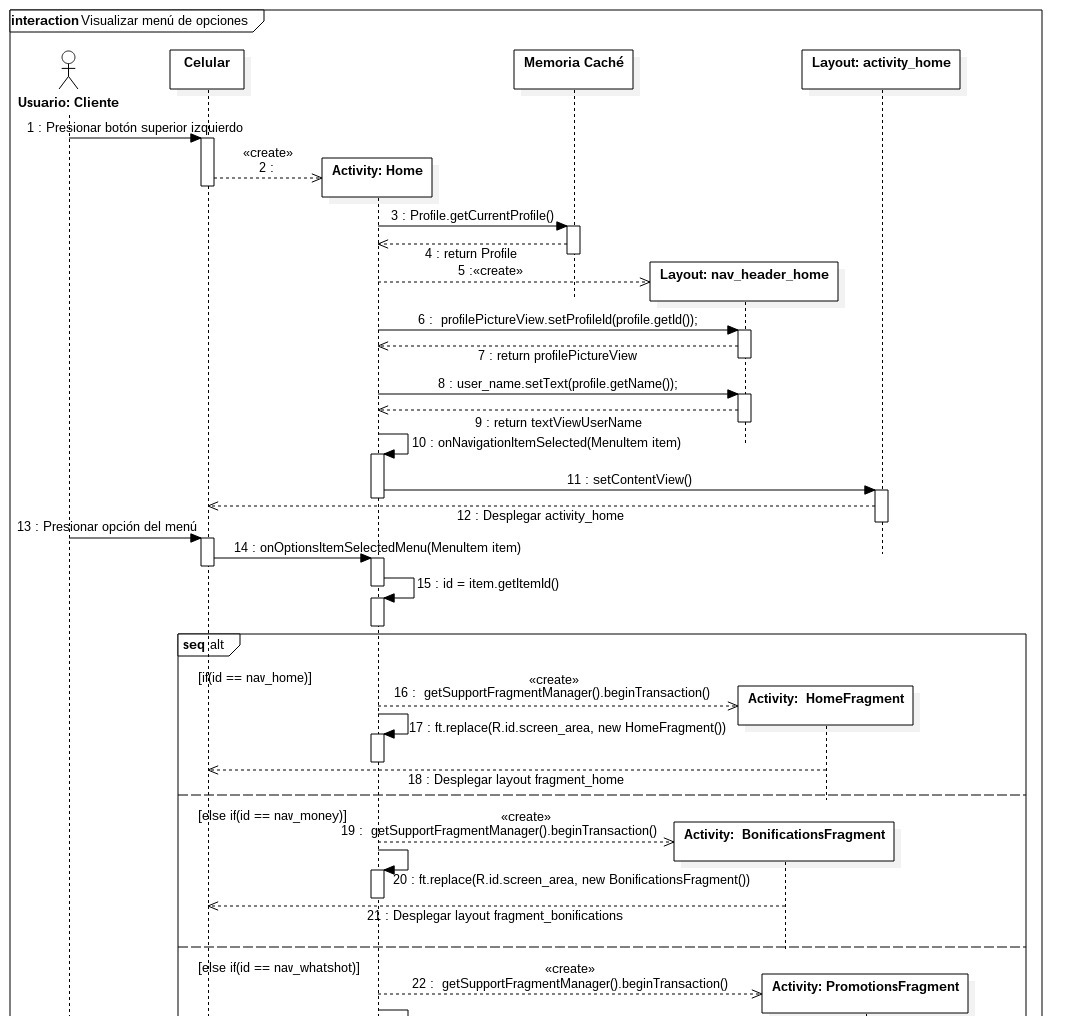 interaction Visualizar menú de opciones
Celular
Memoria Caché
Layout: activity_home
Usuario: Cliente
1 : Presionar botón superior izquierdo
«create»
2 :
Activity: Home
3 : Profile.getCurrentProfile()
4 : return Profile
5 :«create»
Layout: nav_header_home
6 : profilePictureView.setProfileId(profile.getId());
7 : return profilePictureView
8 : user_name.setText(profile.getName());
9 : return textViewUserName
10 : onNavigationItemSelected(MenuItem item)
11 : setContentView()
12 : Desplegar activity_home
13 : Presionar opción del menú
14 : onOptionsItemSelectedMenu(MenuItem item)
15 : id = item.getItemId()
seq alt
[if(id == nav_home)]
«create»
16 : getSupportFragmentManager().beginTransaction()
Activity: HomeFragment
17 : ft.replace(R.id.screen_area, new HomeFragment())
18 : Desplegar layout fragment_home
[else if(id == nav_money)]
«create»
19 : getSupportFragmentManager().beginTransaction()
Activity: BonificationsFragment
20 : ft.replace(R.id.screen_area, new BonificationsFragment())
21 : Desplegar layout fragment_bonifications
[else if(id == nav_whatshot)]
«create»
22 : getSupportFragmentManager().beginTransaction()
Activity: PromotionsFragment